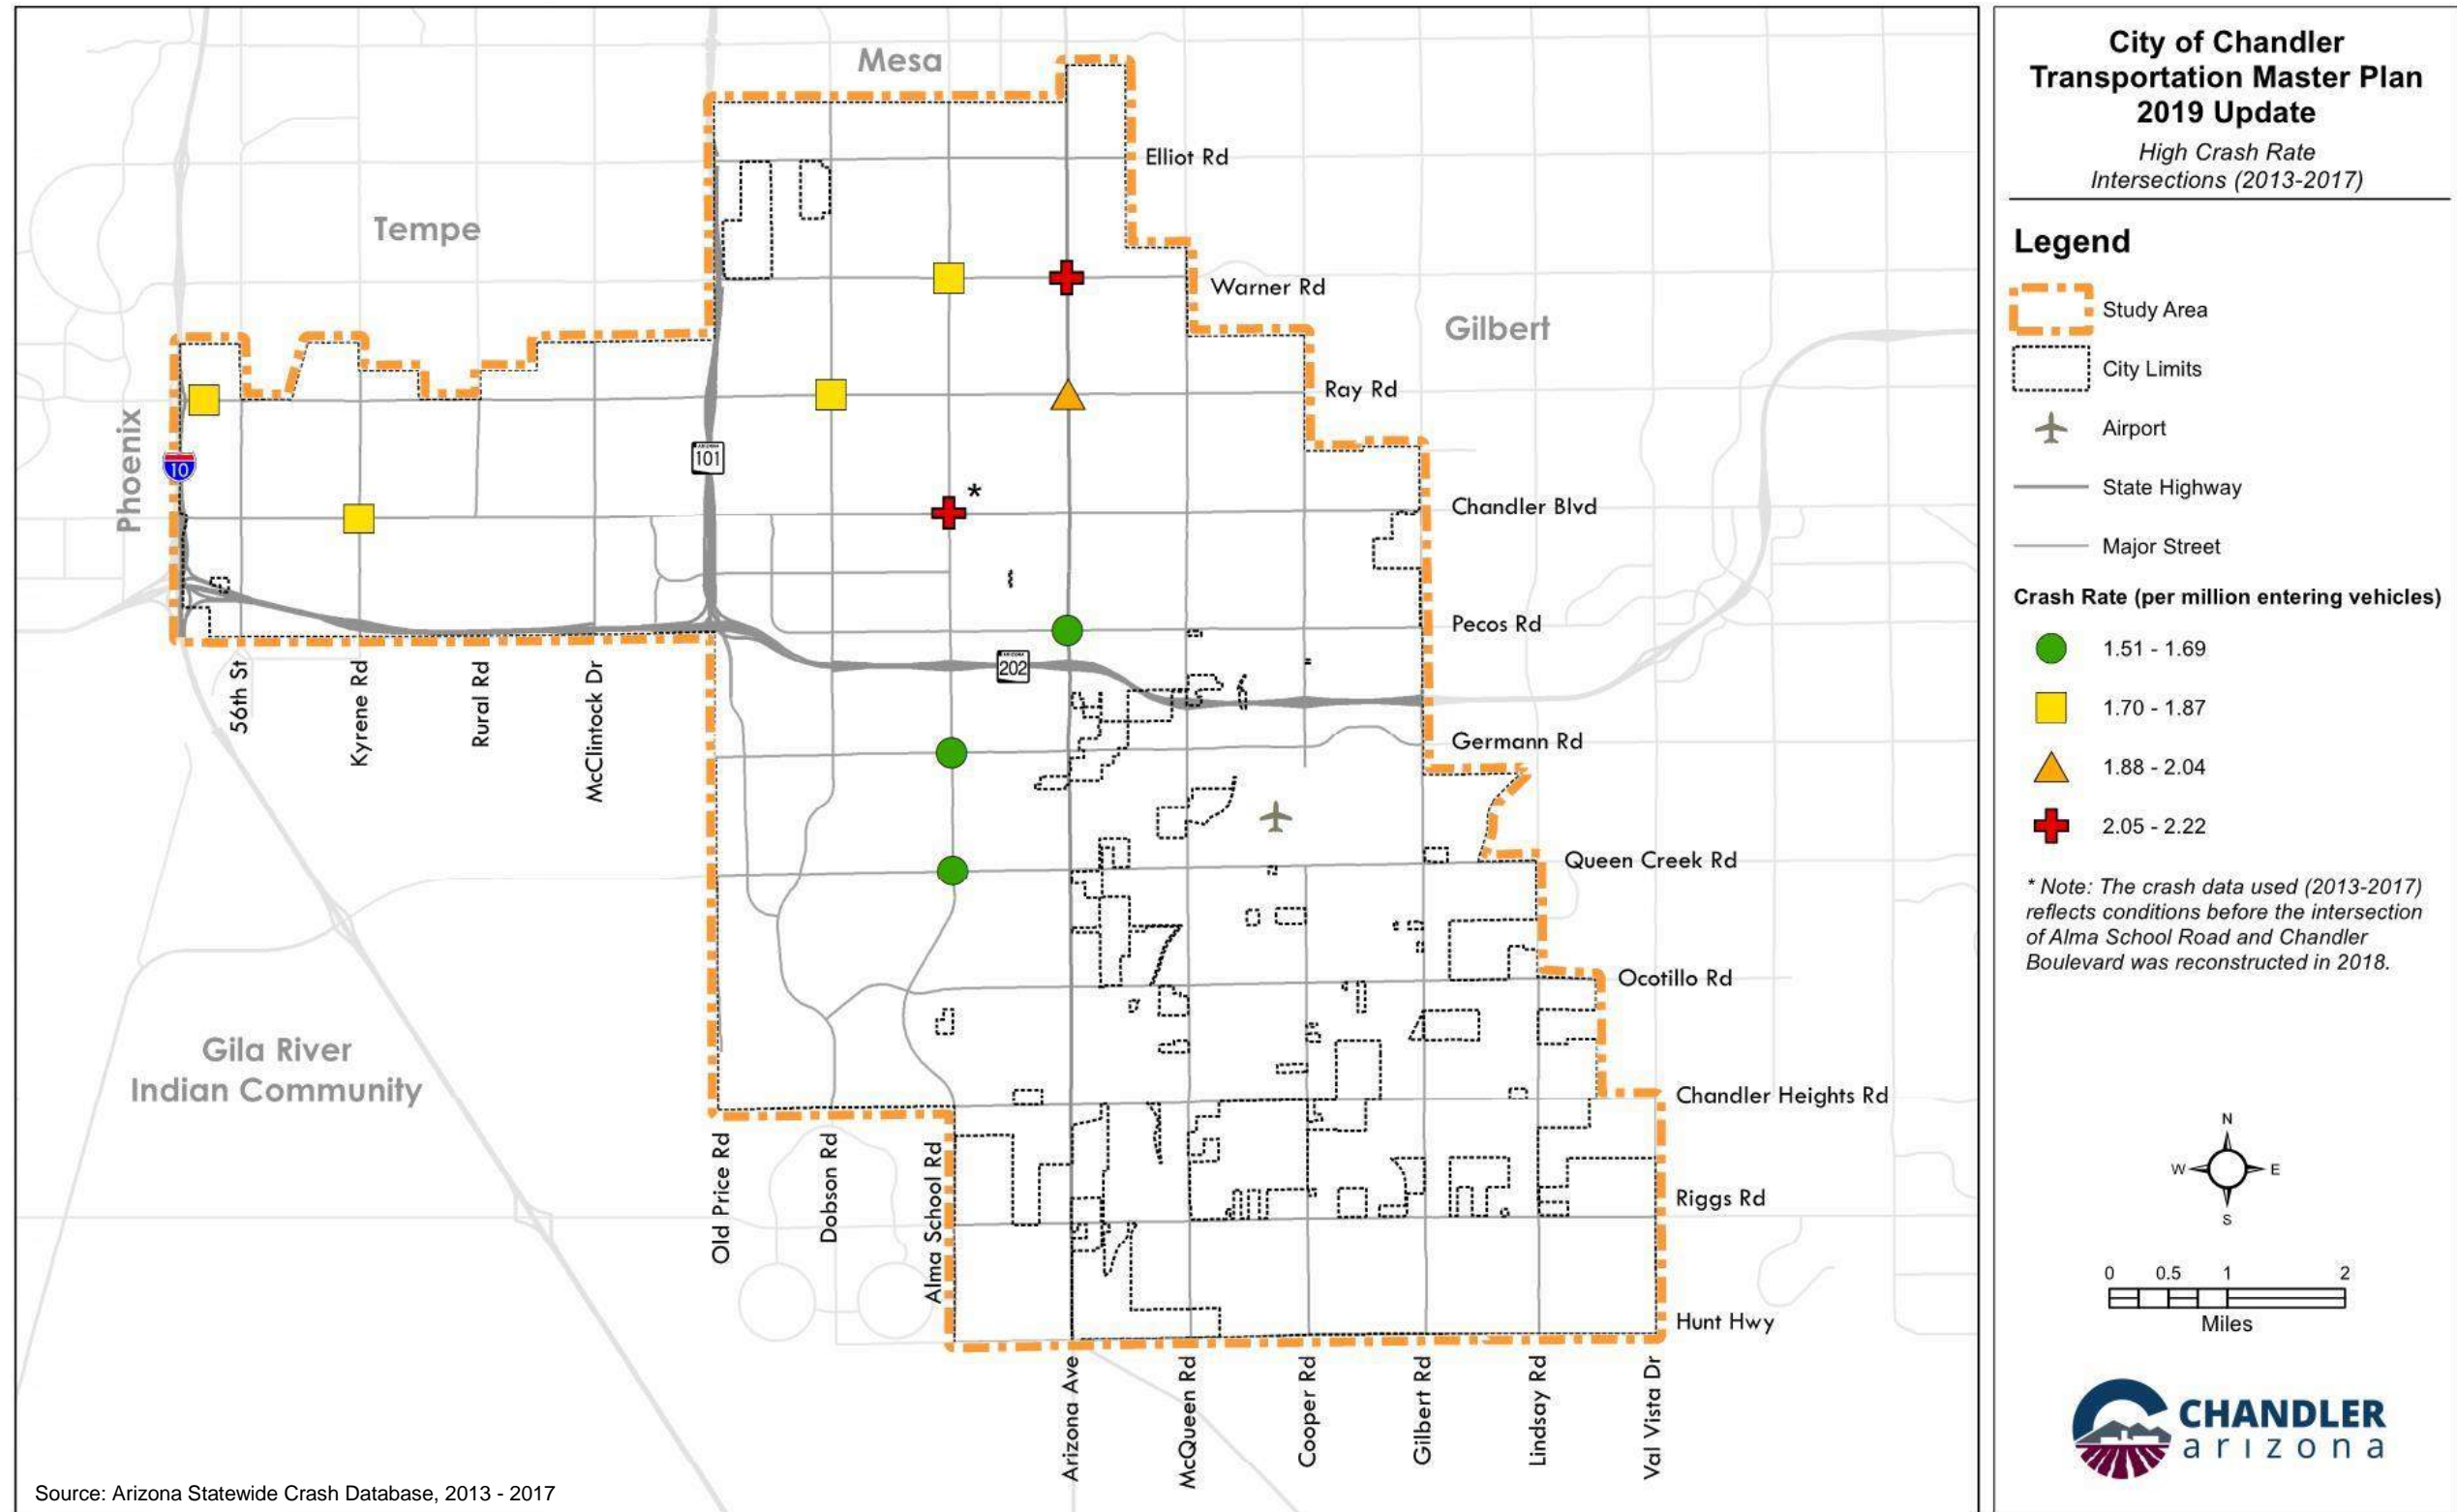 Mesa
Elliot Rd
Tempe
Warner Rd
Gilbert
Ray Rd
Phoenix
10
ARIZONA
101
*
Chandler Blvd
Pecos Rd
ARIZONA
202
56th St
Kyrene Rd
Rural Rd
McClintock Dr
Germann Rd
Queen Creek Rd
Ocotillo Rd
Gila River
Indian Community
Chandler Heights Rd
Old Price Rd
Dobson Rd
Alma School Rd
Riggs Rd
Hunt Hwy
Arizona Ave
McQueen Rd
Cooper Rd
Gilbert Rd
Lindsay Rd
Val Vista Dr
Source: Arizona Statewide Crash Database, 2013 - 2017
City of Chandler
Transportation Master Plan
2019 Update
High Crash Rate
Intersections (2013-2017)
Legend
Study Area
City Limits
Airport
State Highway
Major Street
Crash Rate (per million entering vehicles)
1.51 - 1.69
1.70 - 1.87
1.88 - 2.04
2.05 - 2.22
* Note: The crash data used (2013-2017)
reflects conditions before the intersection
of Alma School Road and Chandler
Boulevard was reconstructed in 2018.
N
W E
S
0 0.5 1 2
Miles
CHANDLER
arizona